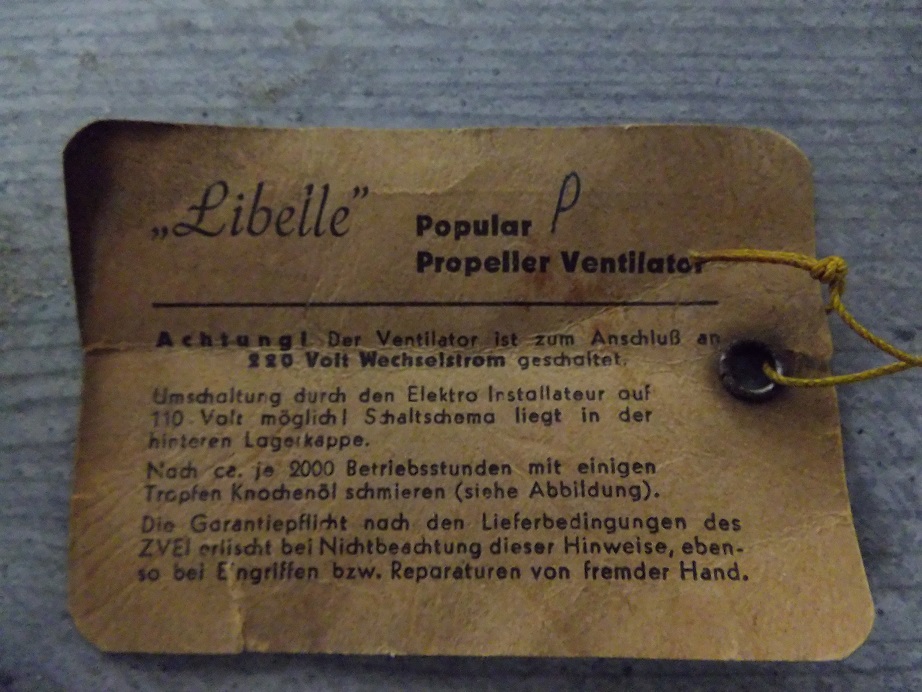 „Libelle” Popular P
Propeller Ventilator
Achtung! Der Ventilator ist zum Anschluß an
220 Volt Wechselstrom geschaltet.
Umschaltung durch den Elektro Installateur auf
110 Volt möglich! Schaltschema liegt in der
hinteren Lagerkappe.
Nach ca. je 2000 Betriebsstunden mit einigen
Tropfen Knochenöl schmieren (siehe Abbildung).
Die Garantiepflicht nach den Lieferbedingungen des
ZVEI erlischt bei Nichtbeachtung dieser Hinweise, eben-
so bei Eingriffen bzw. Reparaturen von fremder Hand.